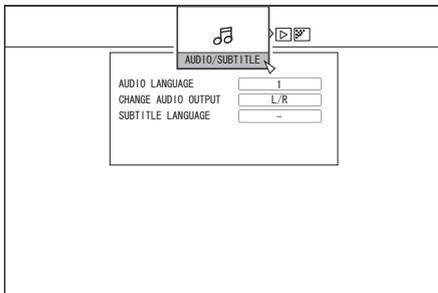 AUDIO/SUBTITLE
AUDIO LANGUAGE 1
CHANGE AUDIO OUTPUT L/R
SUBTITLE LANGUAGE -